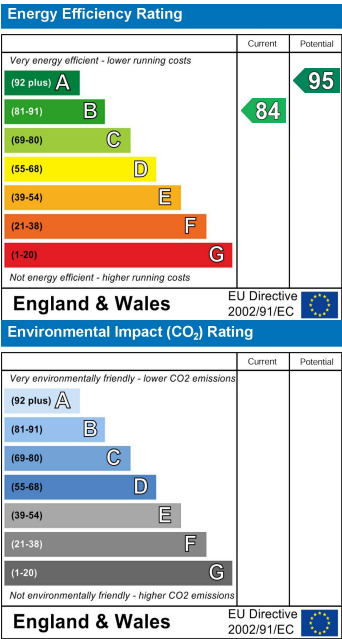 Energy Efficiency Rating
Current Potential
Very energy efficient - lower running costs
(92 plus) A
95
(81-91) B
84
(69-80) C
(55-68) D
(39-54) E
(21-38) F
(1-20) G
Not energy efficient - higher running costs
England & Wales
EU Directive
2002/91/EC
Environmental Impact (CO₂) Rating
Current Potential
Very environmentally friendly - lower CO2 emissions
(92 plus) A
(81-91) B
(69-80) C
(55-68) D
(39-54) E
(21-38) F
(1-20) G
Not environmentally friendly - higher CO2 emissions
England & Wales
EU Directive
2002/91/EC